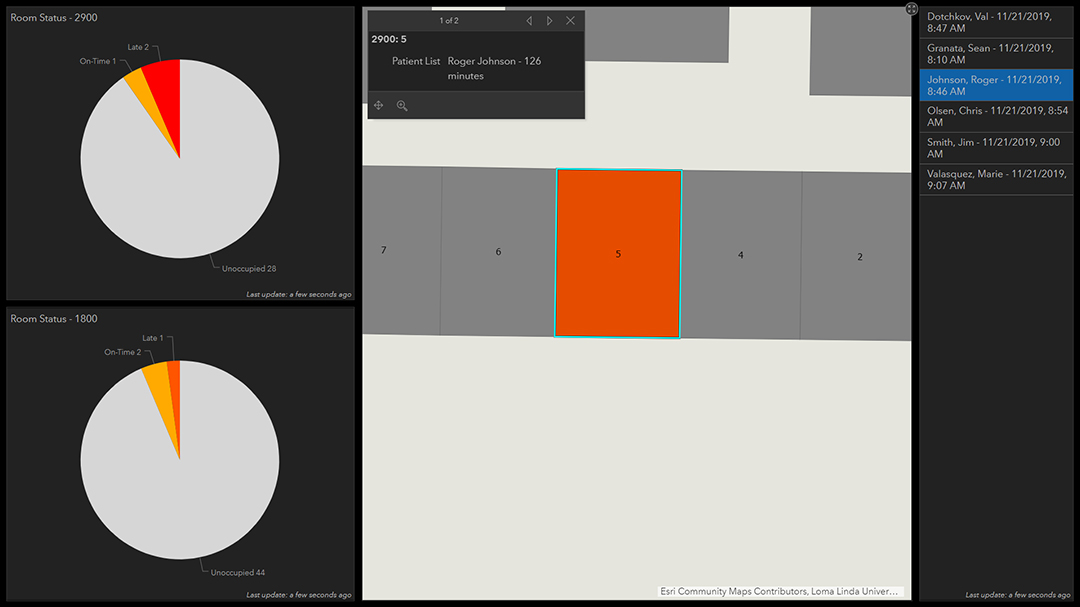 Room Status - 2900
Late 2
On-Time 1
Unoccupied 28
Last update: a few seconds ago
Room Status - 1800
Late 1
On-Time 2
Unoccupied 44
Last update: a few seconds ago
1 of 2
2900: 5
Patient List Roger Johnson - 126
minutes
7
6
5
4
2
Esri Community Maps Contributors, Loma Linda Univer...
Dotchkov, Val - 11/21/2019,
8:47 AM
Granata, Sean - 11/21/2019,
8:10 AM
Johnson, Roger - 11/21/2019,
8:46 AM
Olsen, Chris - 11/21/2019, 8:54
AM
Smith, Jim - 11/21/2019, 9:00
AM
Valasquez, Marie - 11/21/2019,
9:07 AM
Last update: a few seconds ago